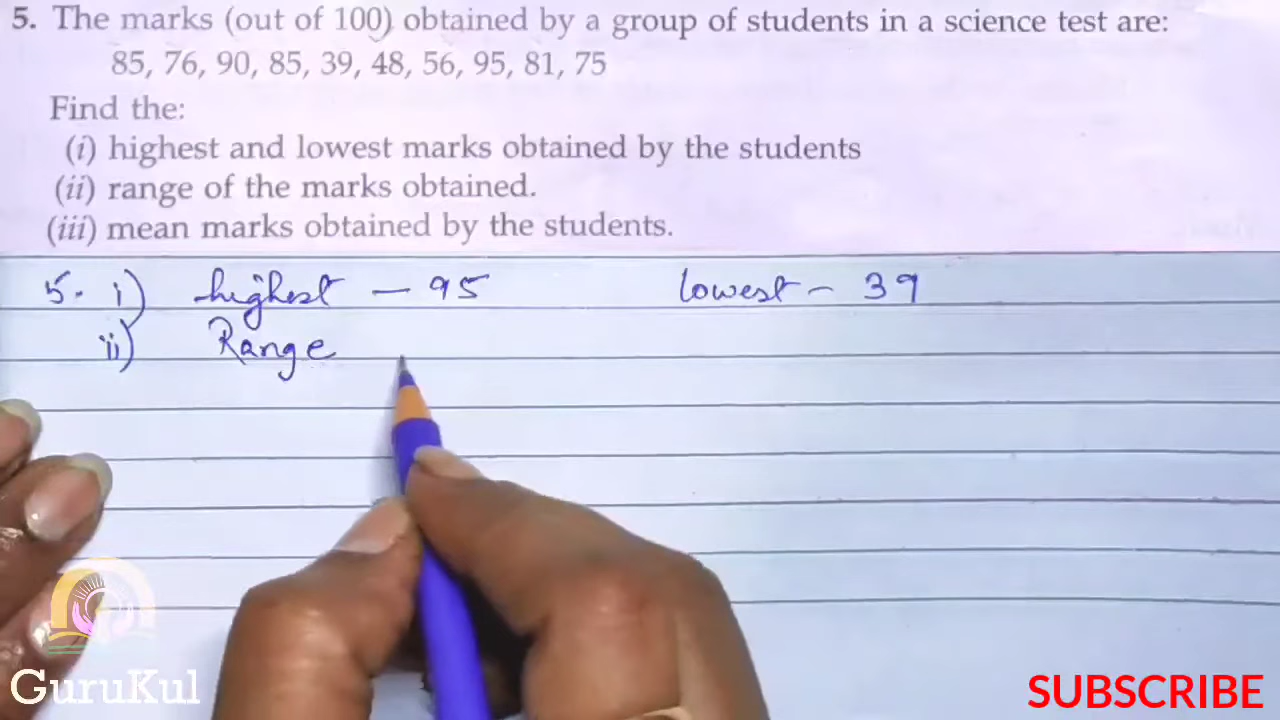 5. The marks (out of 100) obtained by a group of students in a science test are:
85, 76, 90, 85, 39, 48, 56, 95, 81, 75
Find the:
(i) highest and lowest marks obtained by the students
(ii) range of the marks obtained.
(iii) mean marks obtained by the students.
5. i) highest — 95 lowest — 39
ii) Range
GuruKul
SUBSCRIBE